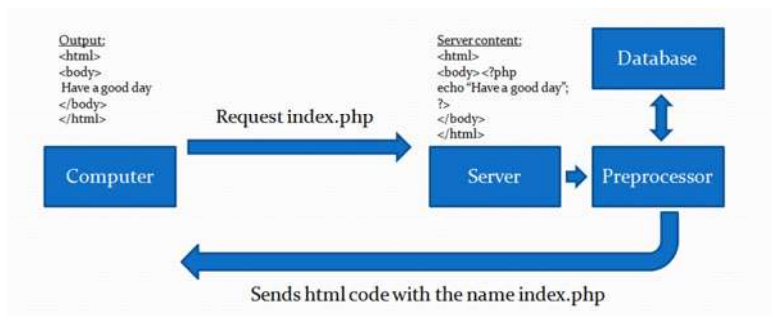 Output:
<html>
<body>
Have a good day
</body>
</html>
Request index.php
Computer
Server content:
<html>
<body> <?php
echo “Have a good day”;
?>
</body>
</html>
Server
Database
Preprocessor
Sends html code with the name index.php